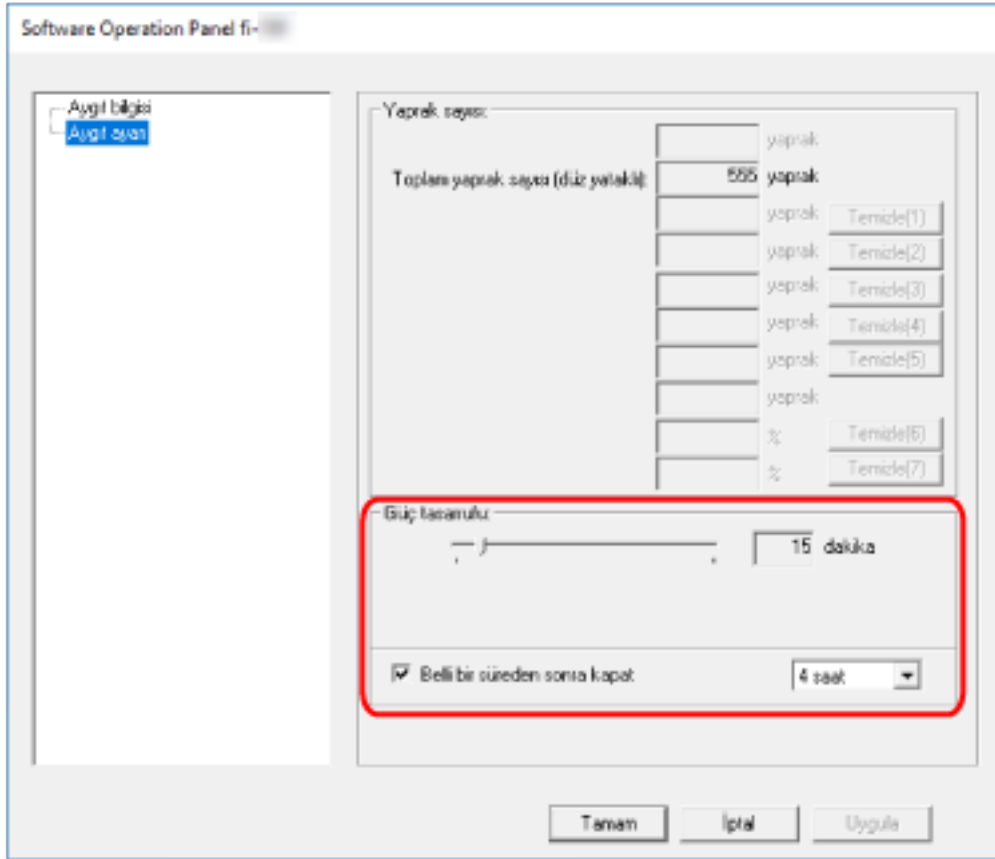 Software Operation Panel fi-
Aygıt bilgisi
Aygıt ayarı
Yaprak sayısı:
yaprak
Toplam yaprak sayısı (düz yataklı): 555 yaprak
yaprak Temizle(1)
yaprak Temizle(2)
yaprak Temizle(3)
yaprak Temizle(4)
yaprak Temizle(5)
yaprak
% Temizle(6)
% Temizle(7)
Güç tasarrufu:
15 dakika
Belli bir süreden sonra kapat 4 saat
Tamam İptal Uygula